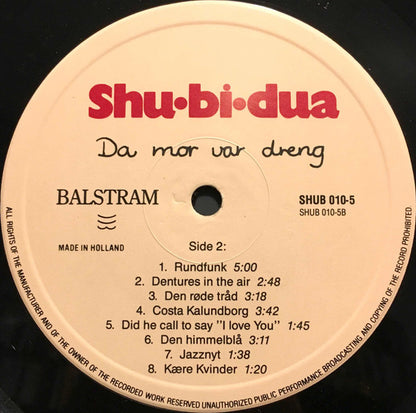 Shu·bi·dua
Da mor var dreng
BALSTRAM
SHUB 010-5
SHUB 010-5B
MADE IN HOLLAND
Side 2:
1. Rundfunk 5:00
2. Dentures in the air 2:48
3. Den røde tråd 3:18
4. Costa Kalundborg 3:42
5. Did he call to say "I love You" 1:45
6. Den himmelblå 3:11
7. Jazznyt 1:38
8. Kære Kvinder 1:20
ALL RIGHTS OF THE MANUFACTURER AND OF THE OWNER OF THE RECORDED WORK RESERVED UNAUTHORIZED PUBLIC PERFORMANCE BROADCASTING AND COPYING OF THE RECORD PROHIBITED